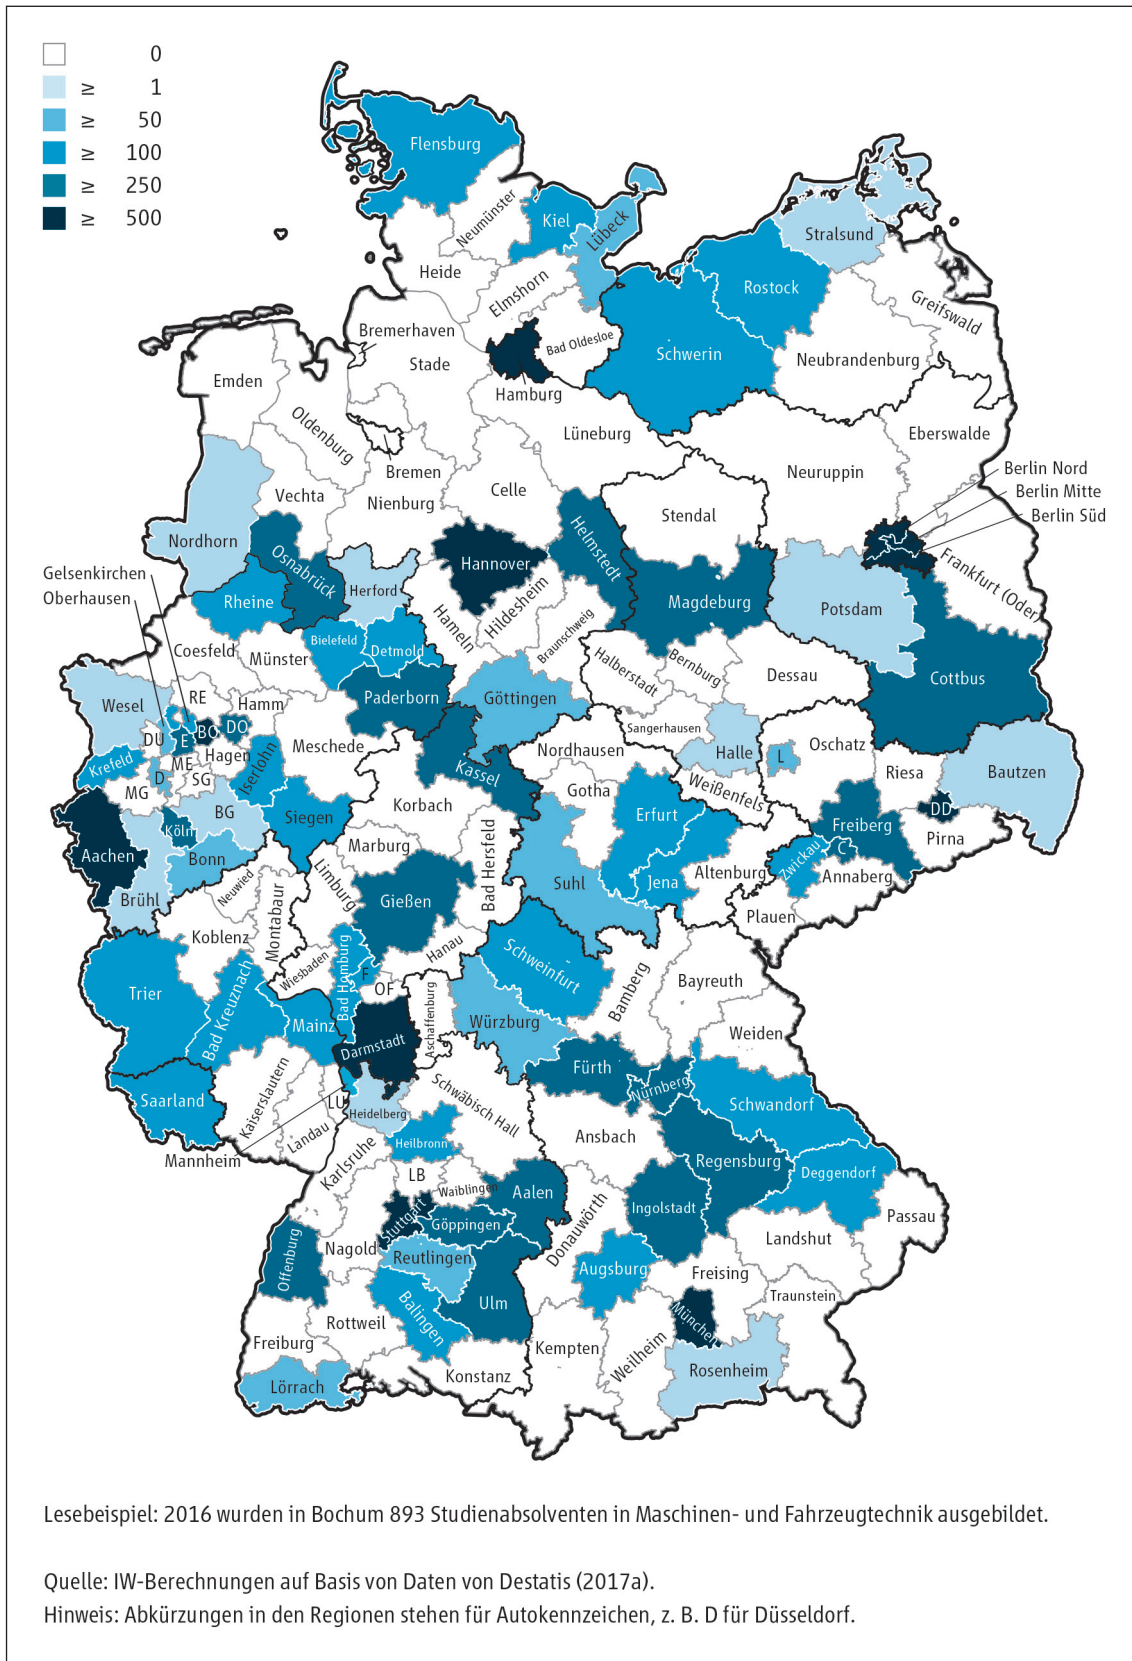 0
≥ 1
≥ 50
≥ 100
≥ 250
≥ 500
Flensburg
Neumünster
Kiel
Lübeck
Stralsund
Heide
Elmshorn
Rostock
Greifswald
Bremerhaven
Stade
Bad Oldesloe
Schwerin
Neubrandenburg
Emden
Hamburg
Oldenburg
Lüneburg
Eberswalde
Bremen
Neuruppin
Berlin Nord
Vechta
Nienburg
Celle
Berlin Mitte
Stendal
Berlin Süd
Nordhorn
Osnabrück
Hannover
Helmstedt
Gelsenkirchen
Oberhausen
Rheine
Herford
Hameln
Hildesheim
Braunschweig
Magdeburg
Potsdam
Frankfurt (Oder)
Coesfeld
Münster
Bielefeld
Detmold
Halberstadt
Bernburg
Dessau
Cottbus
Wesel
RE
Hamm
Paderborn
Göttingen
Sangerhausen
DU
E
BO
DO
Meschede
Nordhausen
Halle
L
Oschatz
Krefeld
ME
Hagen
Iserlohn
Kassel
Weißenfels
Riesa
Bautzen
MG
D
SG
Gotha
BG
Siegen
Korbach
Erfurt
DD
Köln
Freiberg
Pirna
Aachen
Bonn
Marburg
Bad Hersfeld
Zwickau
C
Brühl
Neuwied
Limburg
Suhl
Jena
Altenburg
Annaberg
Koblenz
Montabaur
Gießen
Plauen
Trier
Bad Kreuznach
Wiesbaden
Bad Homburg
F
Hanau
OF
Schweinfurt
Bamberg
Bayreuth
Mainz
Aschaffenburg
Würzburg
Weiden
Darmstadt
Saarland
Kaiserslautern
Landau
LU
Heidelberg
Schwäbisch Hall
Fürth
Nürnberg
Schwandorf
Mannheim
Karlsruhe
Heilbronn
Ansbach
Regensburg
Deggendorf
LB
Waiblingen
Aalen
Ingolstadt
Passau
Offenburg
Nagold
Stuttgart
Göppingen
Donauwörth
Landshut
Reutlingen
Augsburg
Freising
Traunstein
Freiburg
Rottweil
Balingen
Ulm
Kempten
Weilheim
München
Rosenheim
Lörrach
Konstanz
Lesebeispiel: 2016 wurden in Bochum 893 Studienabsolventen in Maschinen- und Fahrzeugtechnik ausgebildet.
Quelle: IW-Berechnungen auf Basis von Daten von Destatis (2017a).
Hinweis: Abkürzungen in den Regionen stehen für Autokennzeichen, z. B. D für Düsseldorf.